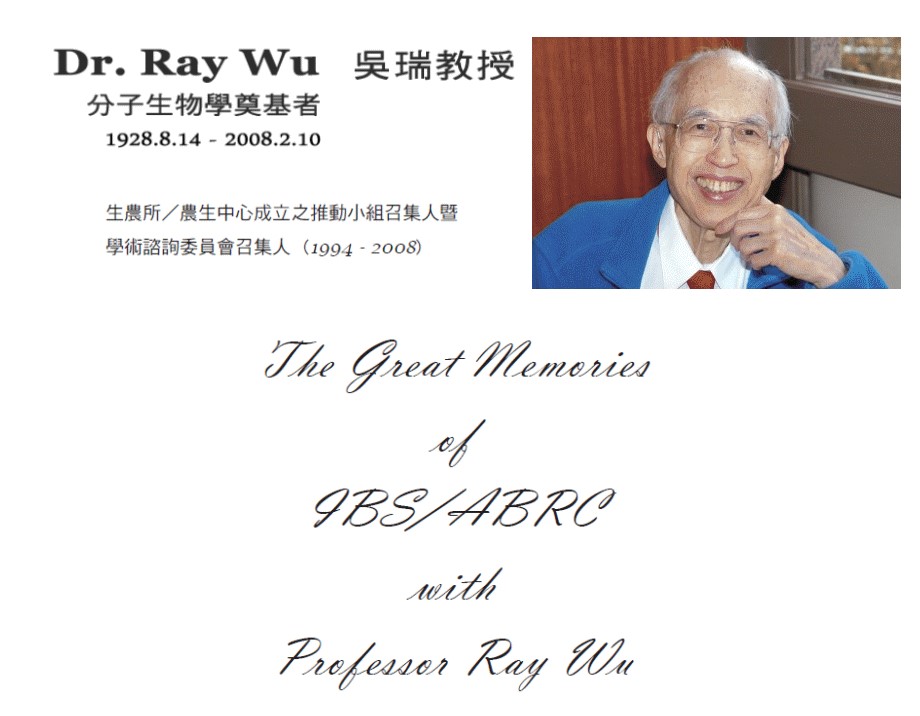 Dr. Ray Wu 吳瑞教授
分子生物學奠基者
1928.8.14 - 2008.2.10
生農所／農生中心成立之推動小組召集人暨
學術諮詢委員會召集人（1994 - 2008）
The Great Memories
of
IBS/ABRC
with
Professor Ray Wu